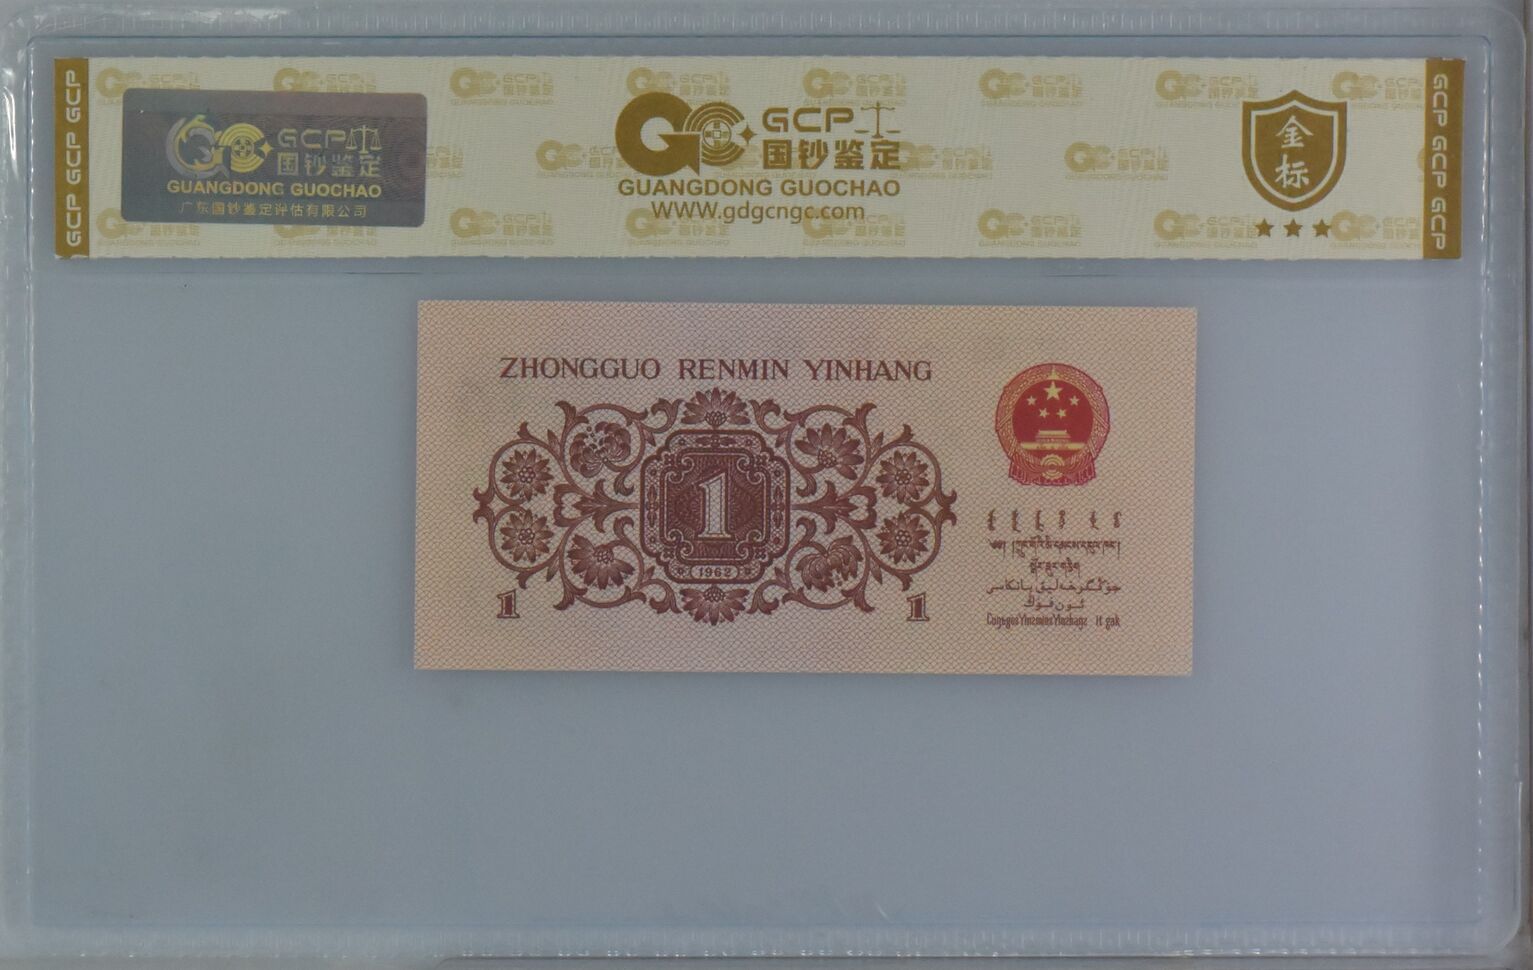 GCP GCP GCP
GCP
国钞鉴定
GUANGDONG GUOCHAO
广东国钞鉴定评估有限公司
GCP
国钞鉴定
GUANGDONG GUOCHAO
WWW.gdgcngc.com
金
标
GCP GCP GCP
ZHONGGUO RENMIN YINHANG
1
1962
1
1